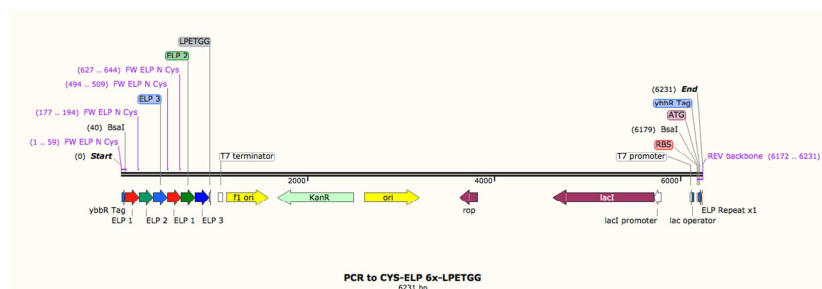 LPETGG
ELP 2
(627 .. 644) FW ELP N Cys
(494 .. 509) FW ELP N Cys
ELP 3
(177 .. 194) FW ELP N Cys
(40) BsaI
(1 .. 59) FW ELP N Cys
(0) Start
T7 terminator
(6231) End
ybbR Tag
ATG
(6179) BsaI
RBS
T7 promoter
REV backbone (6172 .. 6231)
2000
4000
6000
f1 ori
KanR
ori
rop
lacI
ybbR Tag
ELP 1
ELP 2
ELP 1
ELP 3
lacI promoter
lac operator
ELP Repeat x1
PCR to CYS-ELP 6x-LPETGG
6231 bp